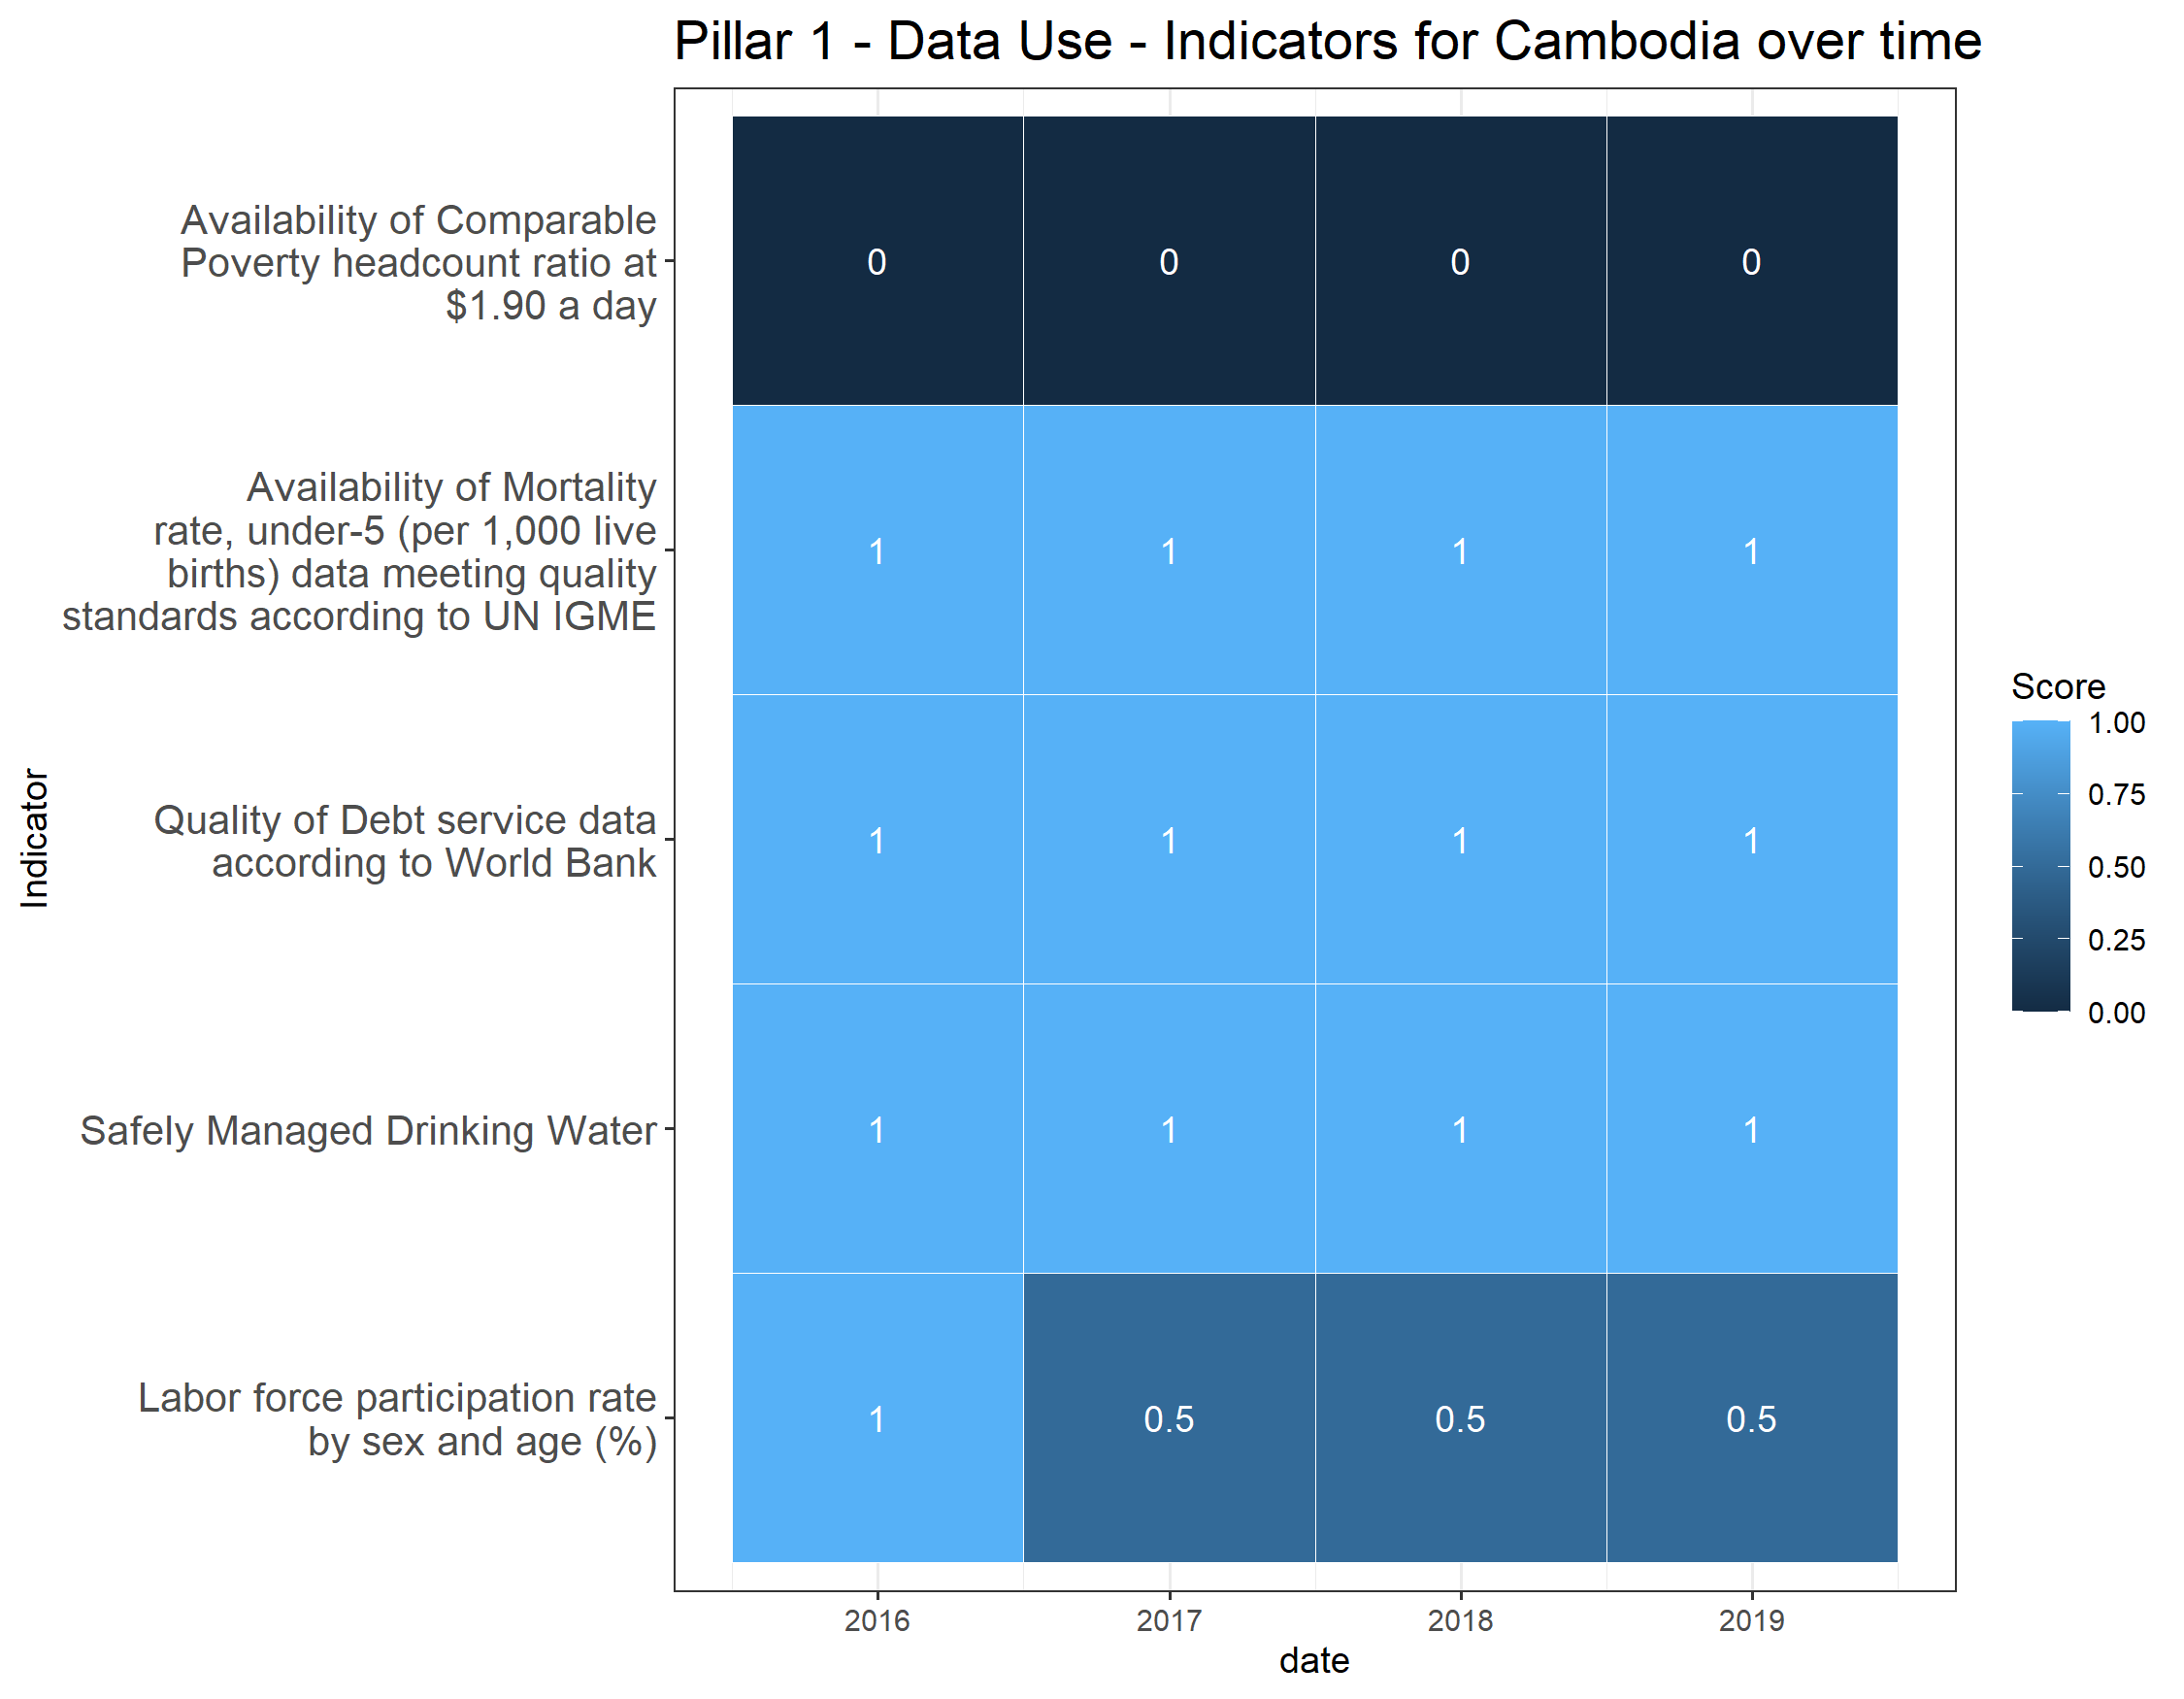 Pillar 1 - Data Use - Indicators for Cambodia over time
Indicator
Availability of Comparable
Poverty headcount ratio at
$1.90 a day
0 0 0 0
Availability of Mortality
rate, under-5 (per 1,000 live
births) data meeting quality
standards according to UN IGME
1 1 1 1
Quality of Debt service data
according to World Bank
1 1 1 1
Safely Managed Drinking Water
1 1 1 1
Labor force participation rate
by sex and age (%)
1 0.5 0.5 0.5
2016 2017 2018 2019
date
Score
1.00
0.75
0.50
0.25
0.00